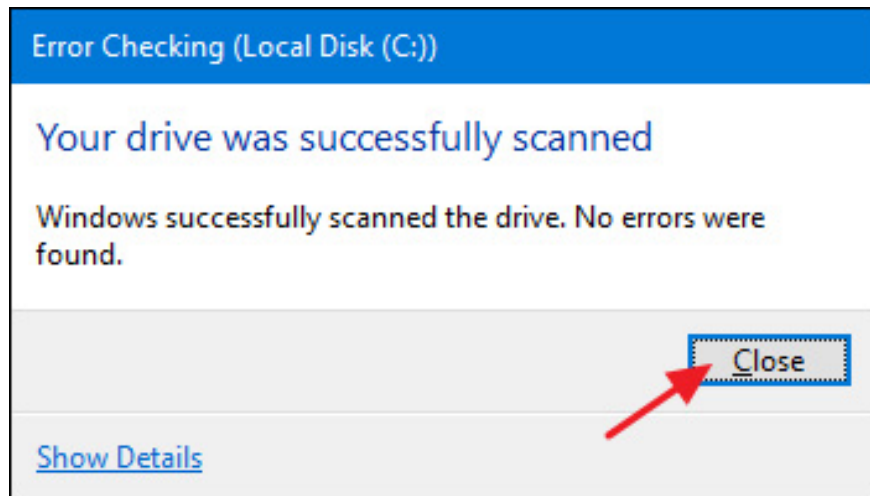 Error Checking (Local Disk (C:))
Your drive was successfully scanned
Windows successfully scanned the drive. No errors were
found.
Close
Show Details